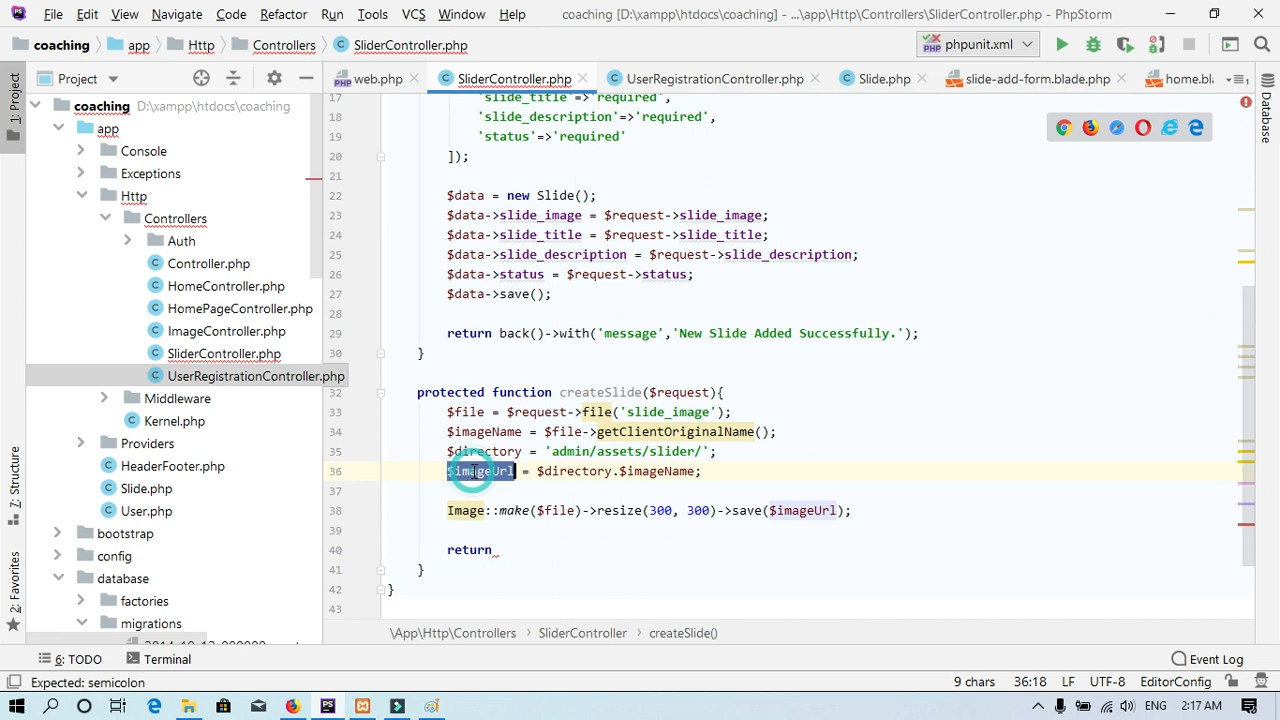 File Edit View Navigate Code Refactor Run Tools VCS Window Help coaching [D:\xampp\htdocs\coaching] - ...\app\Http\Controllers\SliderController.php - PhpStorm
coaching app Http Controllers SliderController.php phpunit.xml
Project web.php SliderController.php UserRegistrationController.php Slide.php slide-add-form.blade.php home.bl
1: Project
Database
7: Structure
2: Favorites
coaching D:\xampp\htdocs\coaching
app
Console
Exceptions
Http
Controllers
Auth
Controller.php
HomeController.php
HomePageController.php
ImageController.php
SliderController.php
UserRegistrationController.php
Middleware
Kernel.php
Providers
HeaderFooter.php
Slide.php
User.php
bootstrap
config
database
factories
migrations
17 'slide_title'=>'required',
18 'slide_description'=>'required',
19 'status'=>'required'
20 ]);
21
22 $data = new Slide();
23 $data->slide_image = $request->slide_image;
24 $data->slide_title = $request->slide_title;
25 $data->slide_description = $request->slide_description;
26 $data->status = $request->status;
27 $data->save();
28
29 return back()->with('message','New Slide Added Successfully.');
30 }
31
32 protected function createSlide($request){
33 $file = $request->file('slide_image');
34 $imageName = $file->getClientOriginalName();
35 $directory = 'admin/assets/slider/';
36 $imageUrl = $directory.$imageName;
37
38 Image::make($file)->resize(300, 300)->save($imageUrl);
39
40 return
41 }
42 }
43
\App\Http\Controllers SliderController createSlide()
6: TODO Terminal Event Log
Expected: semicolon 9 chars 36:18 LF UTF-8 EditorConfig
ENG 2:17 AM